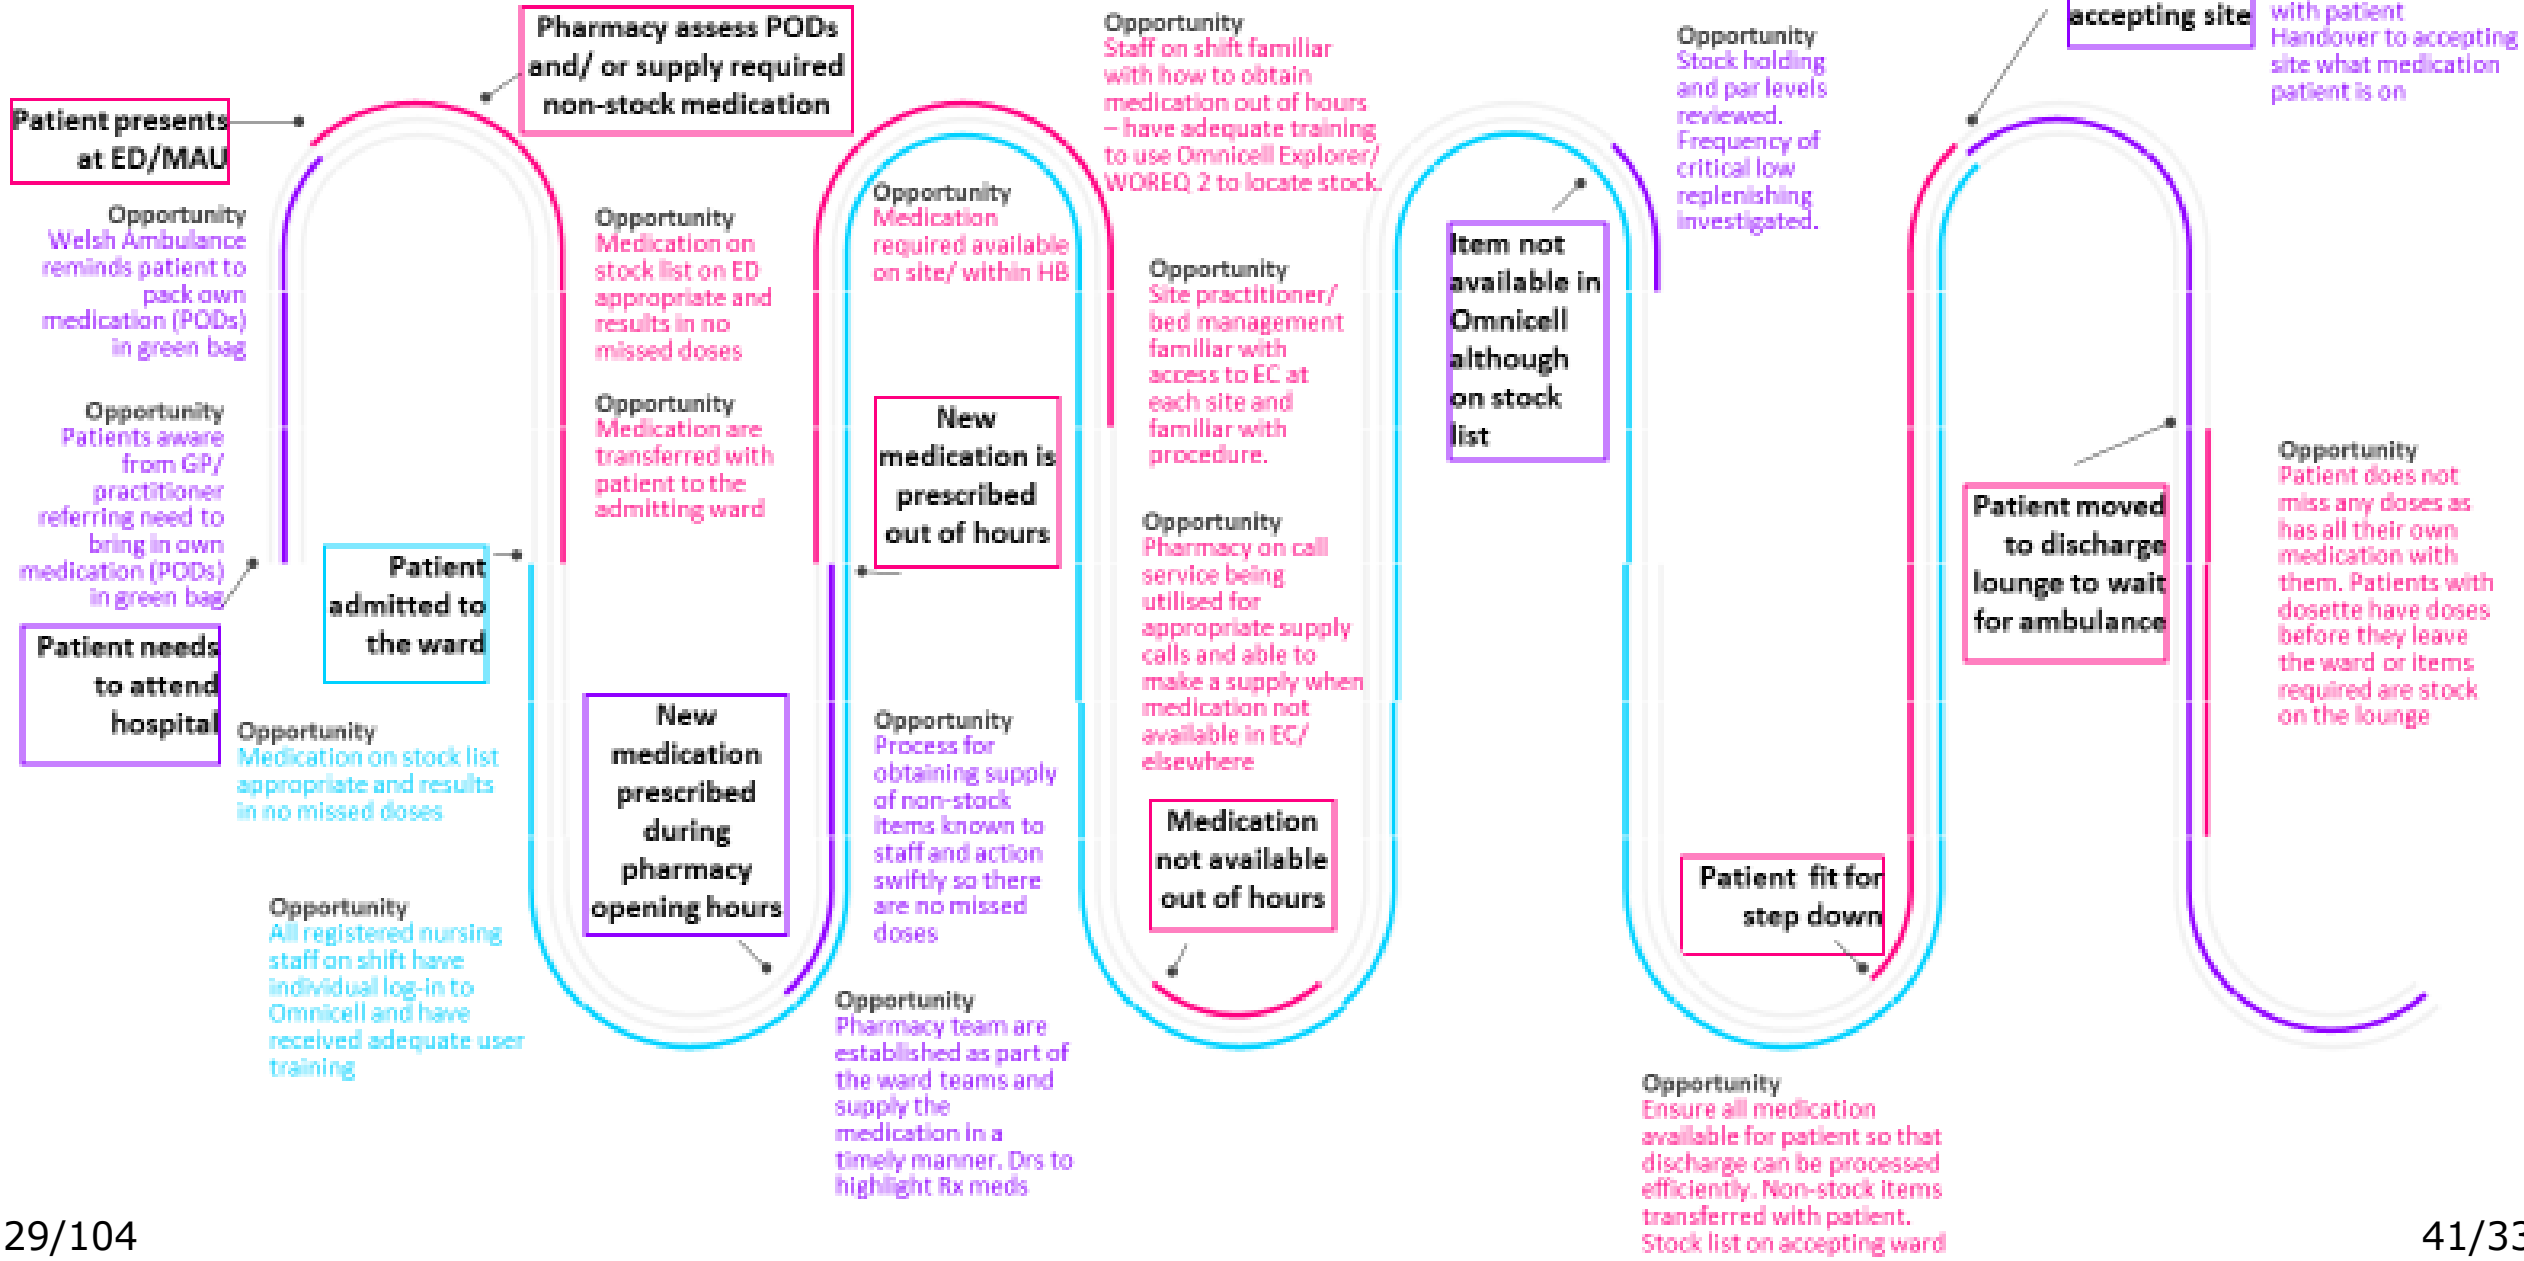 Patient presents
at ED/MAU
Pharmacy assess PODs
and/ or supply required
non-stock medication
Opportunity
Welsh Ambulance
reminds patient to
pack own
medication (PODs)
in green bag
Opportunity
Patients aware
from GP/
practitioner
referring need to
bring in own
medication (PODs)
in green bag
Patient needs
to attend
hospital
Patient
admitted to
the ward
Opportunity
Medication on stock list
appropriate and results
in no missed doses
Opportunity
All registered nursing
staff on shift have
individual log-in to
Omnicell and have
received adequate user
training
Opportunity
Medication on
stock list on ED
appropriate and
results in no
missed doses
Opportunity
Medication are
transferred with
patient to the
admitting ward
New
medication
prescribed
during
pharmacy
opening hours
Opportunity
Medication
required available
on site/ within HB
New
medication is
prescribed
out of hours
Opportunity
Process for
obtaining supply
of non-stock
items known to
staff and action
swiftly so there
are no missed
doses
Opportunity
Pharmacy team are
established as part of
the ward teams and
supply the
medication in a
timely manner. Drs to
highlight Rx meds
Opportunity
Staff on shift familiar
with how to obtain
medication out of hours
– have adequate training
to use Omnicell Explorer/
WOREQ 2 to locate stock.
Opportunity
Site practitioner/
bed management
familiar with
access to EC at
each site and
familiar with
procedure.
Opportunity
Pharmacy on call
service being
utilised for
appropriate supply
calls and able to
make a supply when
medication not
available in EC/
elsewhere
Medication
not available
out of hours
Item not
available in
Omnicell
although
on stock
list
Opportunity
Stock holding
and par levels
reviewed.
Frequency of
critical low
replenishing
investigated.
Patient fit for
step down
Opportunity
Ensure all medication
available for patient so that
discharge can be processed
efficiently. Non-stock items
transferred with patient.
Stock list on accepting ward
accepting site
with patient
Handover to accepting
site what medication
patient is on
Patient moved
to discharge
lounge to wait
for ambulance
Opportunity
Patient does not
miss any doses as
has all their own
medication with
them. Patients with
dosette have doses
before they leave
the ward or items
required are stock
on the lounge
29/104
41/33